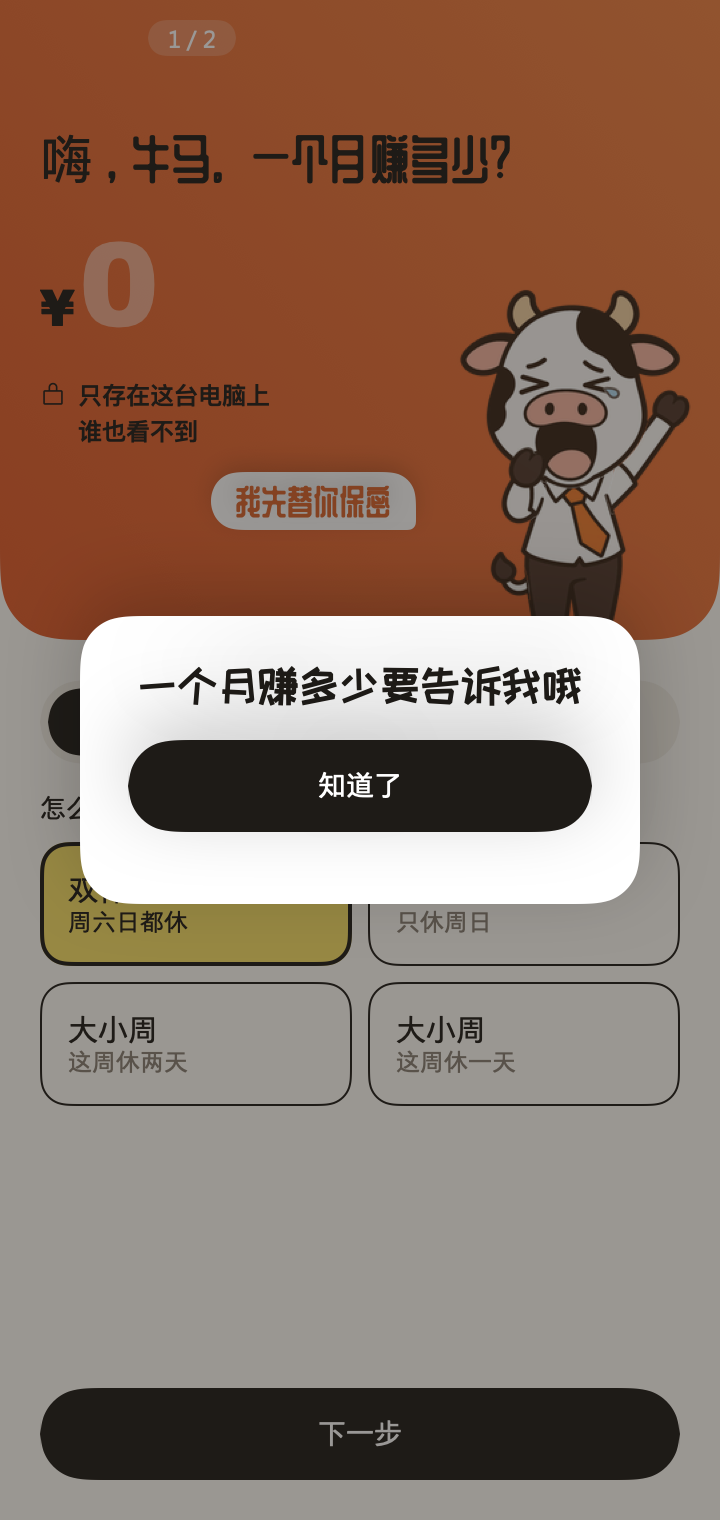 1 / 2
嗨，牛马，一个月赚多少?
¥0
只存在这台电脑上
谁也看不到
我先替你保密
一个月赚多少要告诉我哦
知道了
怎么
双休
周六日都休
只休周日
大小周
这周休两天
大小周
这周休一天
下一步